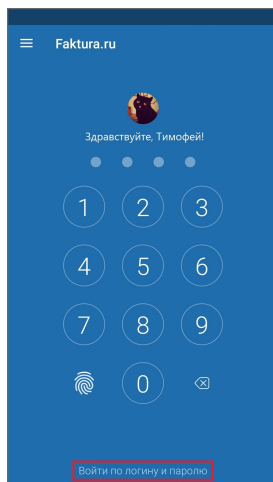 Faktura.ru
Здравствуйте, Тимофей!
1 2 3
4 5 6
7 8 9
0
Войти по логину и паролю